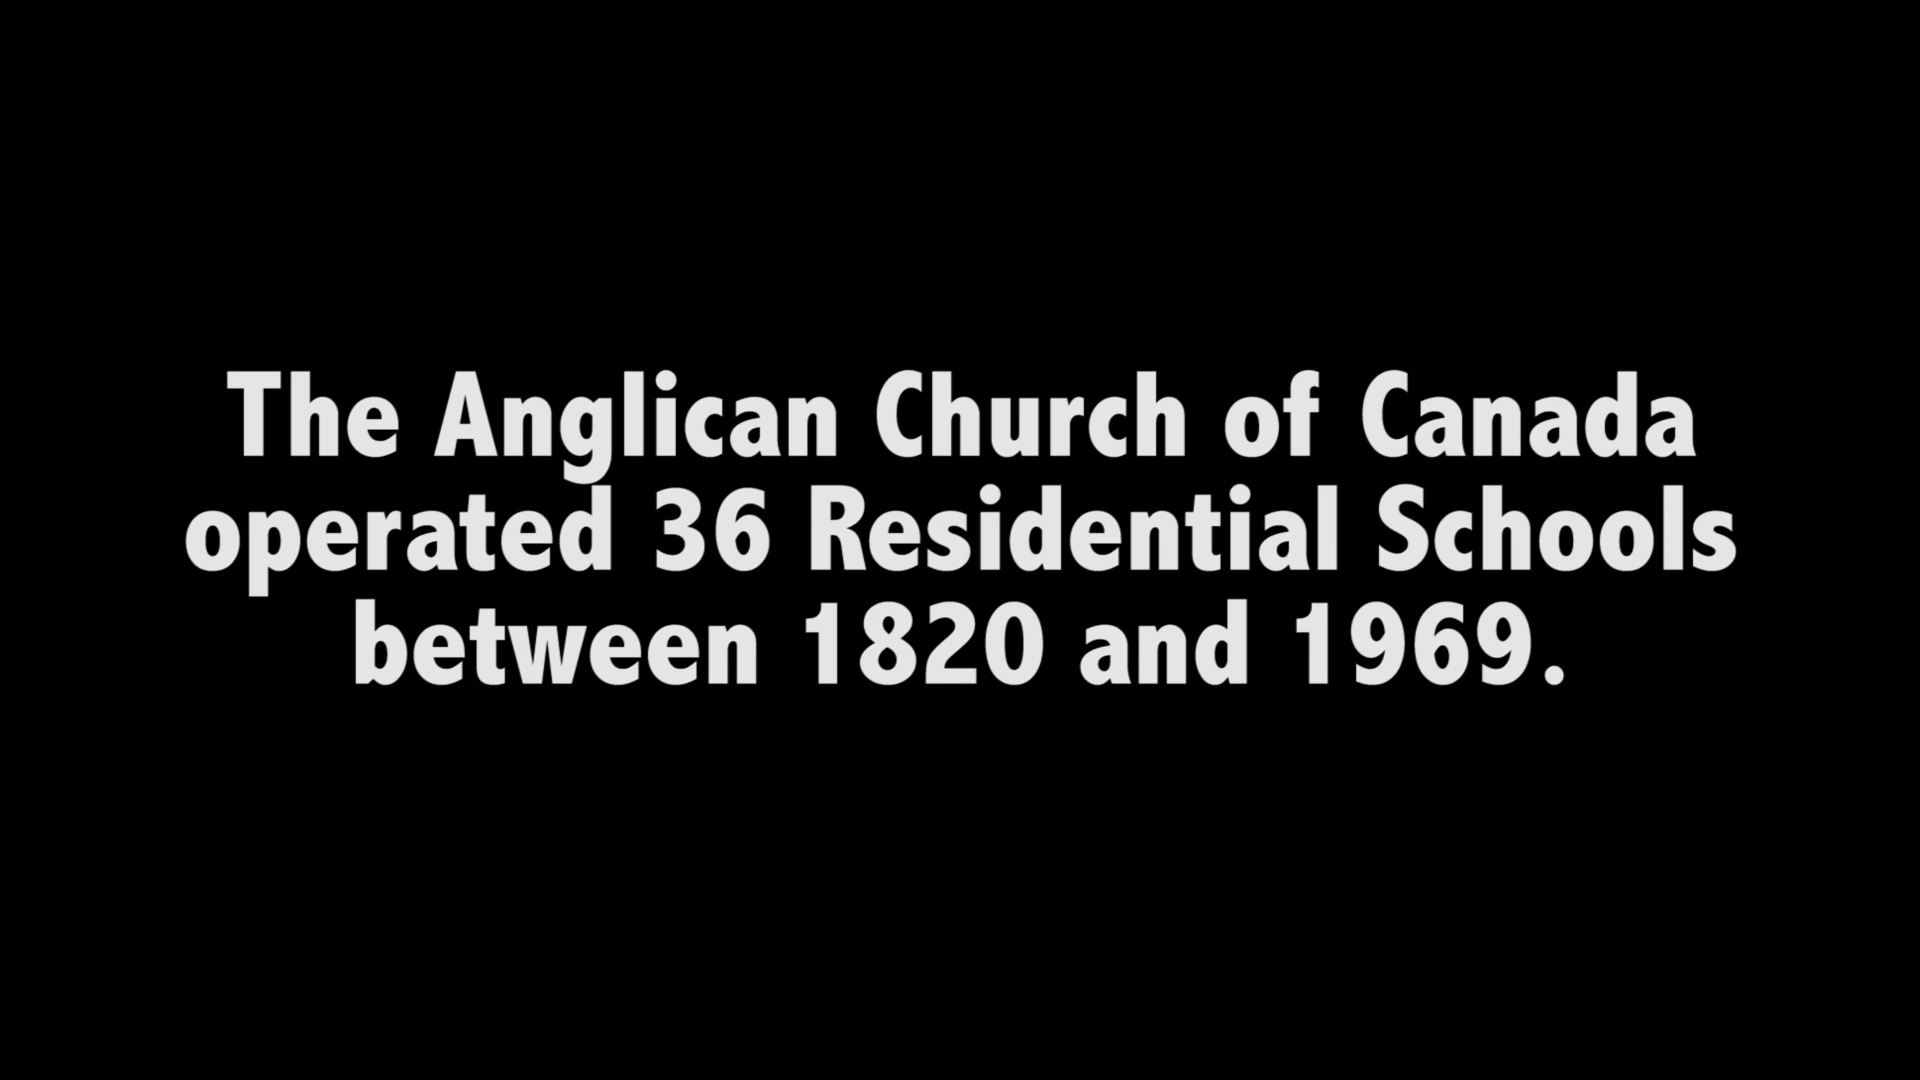 The Anglican Church of Canada
operated 36 Residential Schools
between 1820 and 1969.